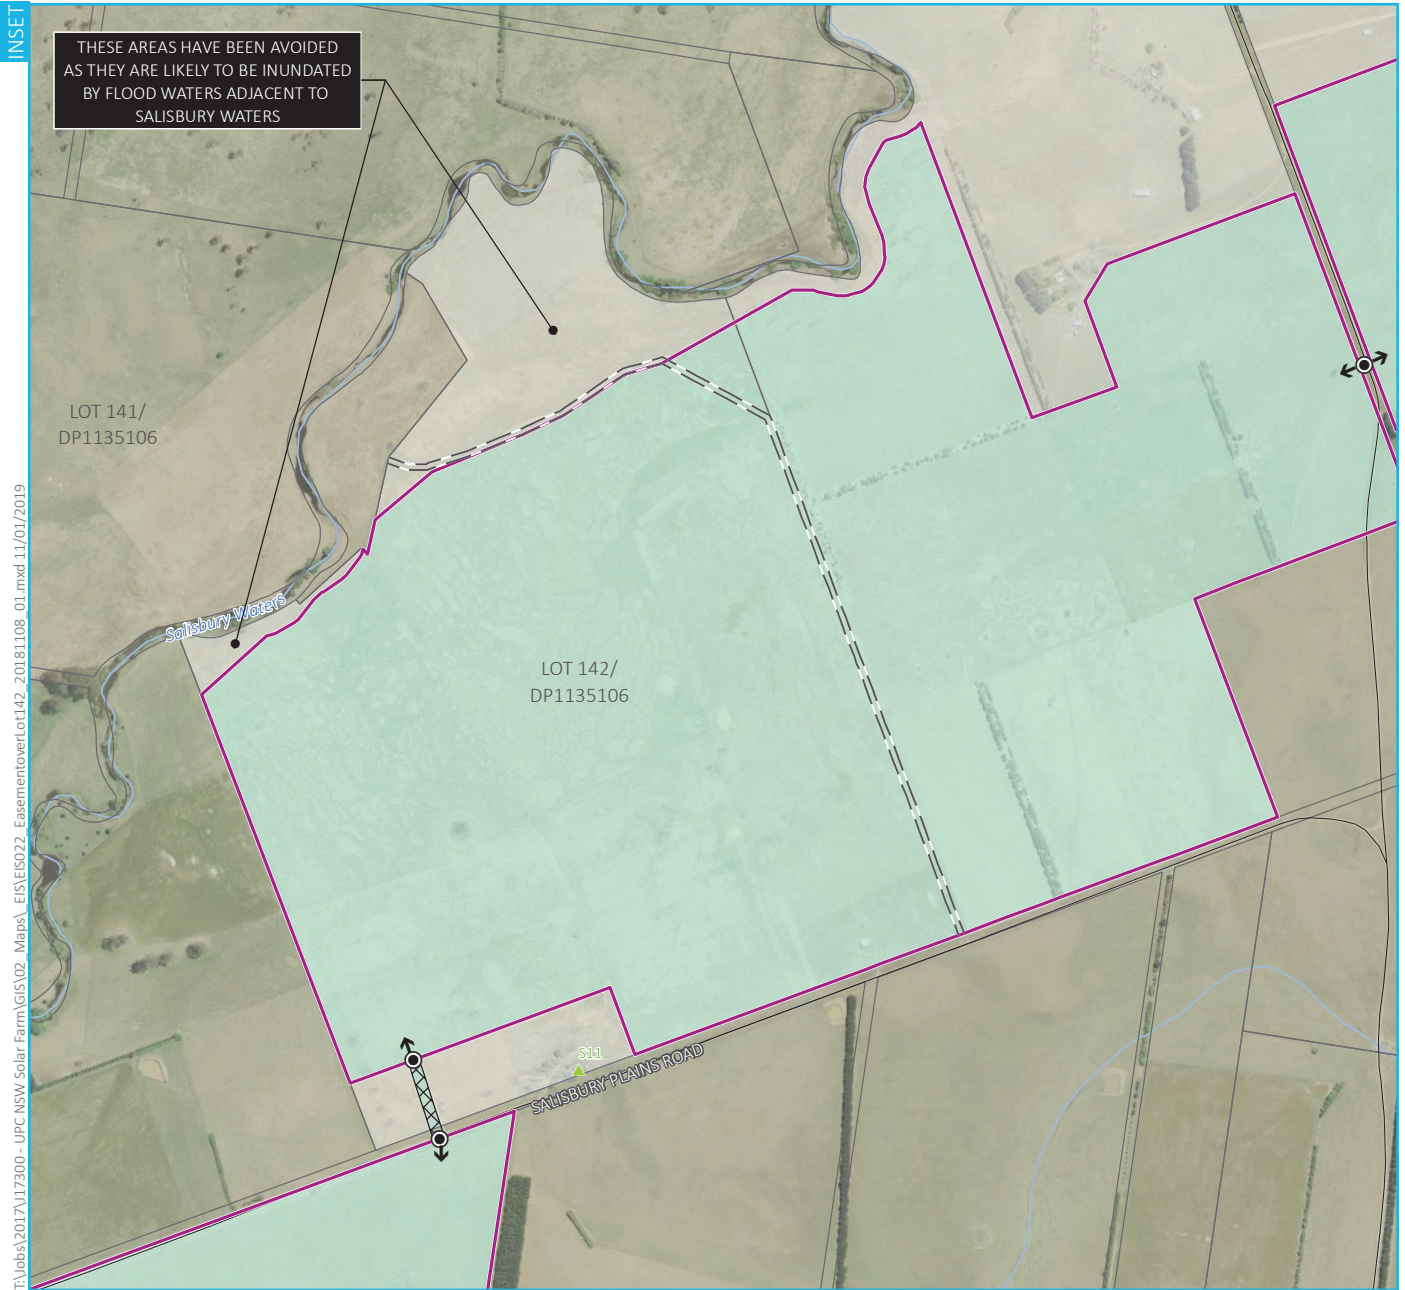 INSET
THESE AREAS HAVE BEEN AVOIDED
AS THEY ARE LIKELY TO BE INUNDATED
BY FLOOD WATERS ADJACENT TO
SALISBURY WATERS
LOT 141/
DP1135106
Salisbury Waters
LOT 142/
DP1135106
S11
SALISBURY PLAINS ROAD
T:\Jobs\2017\J17300 - UPC NSW Solar Farm\GIS\02_Maps\_EIS\EIS022_EasementoverLot142_20181108_01.mxd 11/01/2019